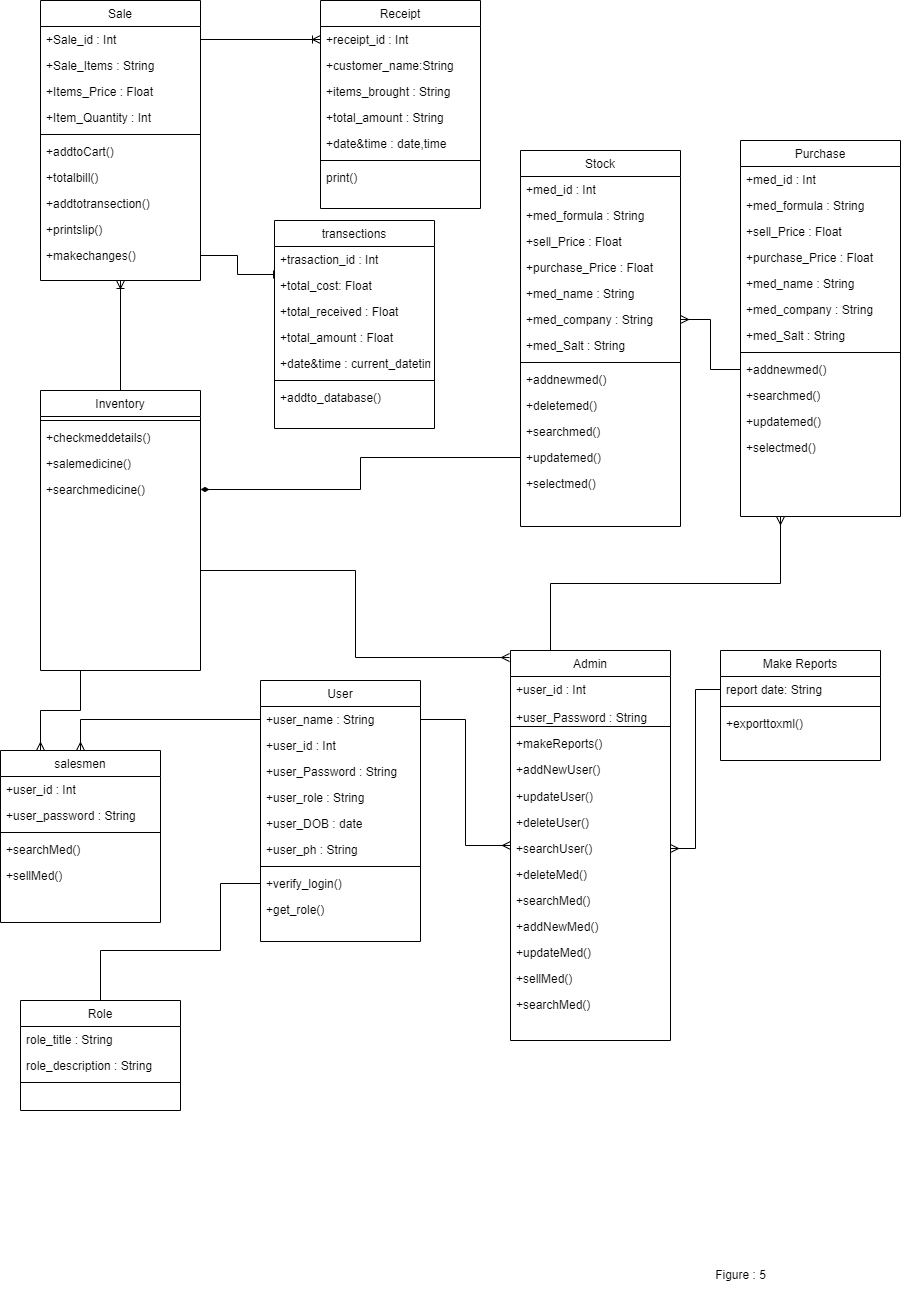 Sale
+Sale_id : Int
+Sale_Items : String
+Items_Price : Float
+Item_Quantity : Int
+addtoCart()
+totalbill()
+addtotransection()
+printslip()
+makechanges()
Receipt
+receipt_id : Int
+customer_name:String
+items_brought : String
+total_amount : String
+date&time : date,time
print()
transections
+trasaction_id : Int
+total_cost: Float
+total_received : Float
+total_amount : Float
+date&time : current_datetim
+addto_database()
Stock
+med_id : Int
+med_formula : String
+sell_Price : Float
+purchase_Price : Float
+med_name : String
+med_company : String
+med_Salt : String
+addnewmed()
+deletemed()
+searchmed()
+updatemed()
+selectmed()
Purchase
+med_id : Int
+med_formula : String
+sell_Price : Float
+purchase_Price : Float
+med_name : String
+med_company : String
+med_Salt : String
+addnewmed()
+searchmed()
+updatemed()
+selectmed()
Inventory
+checkmeddetails()
+salemedicine()
+searchmedicine()
Admin
+user_id : Int
+user_Password : String
+makeReports()
+addNewUser()
+updateUser()
+deleteUser()
+searchUser()
+deleteMed()
+searchMed()
+addNewMed()
+updateMed()
+sellMed()
+searchMed()
Make Reports
report date: String
+exporttoxml()
User
+user_name : String
+user_id : Int
+user_Password : String
+user_role : String
+user_DOB : date
+user_ph : String
+verify_login()
+get_role()
salesmen
+user_id : Int
+user_password : String
+searchMed()
+sellMed()
Role
role_title : String
role_description : String
Figure : 5